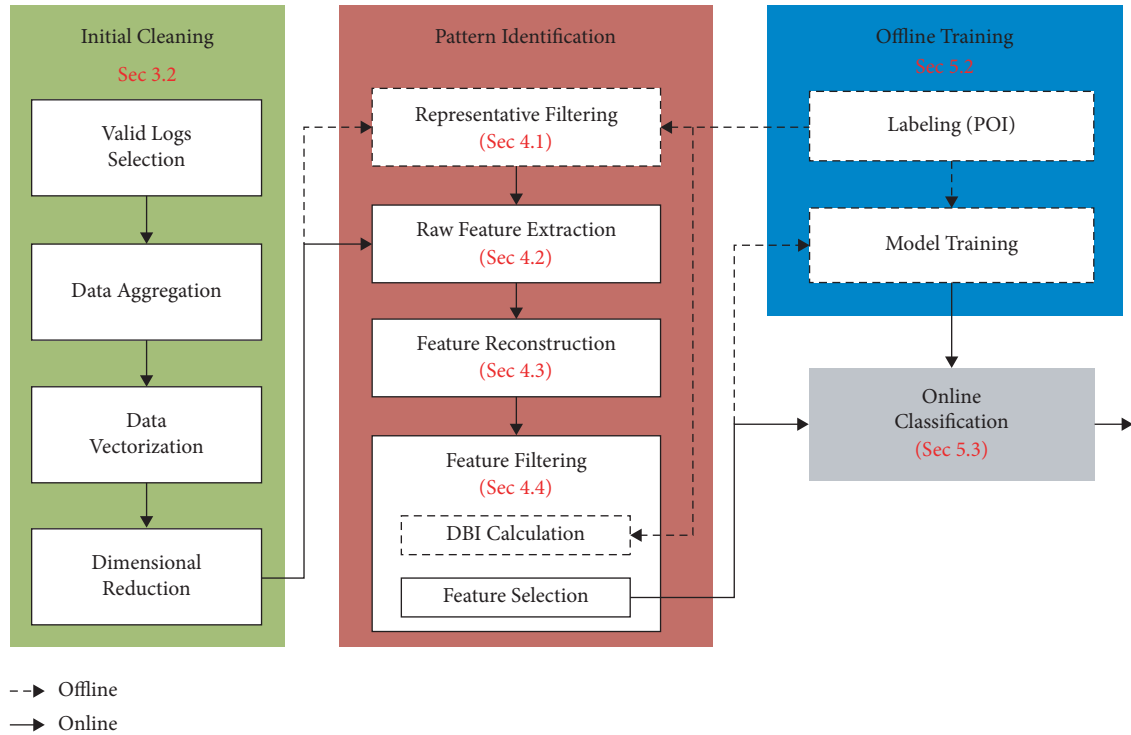 Initial Cleaning
Sec 3.2
Valid Logs
Selection
Data Aggregation
Data
Vectorization
Dimensional
Reduction
Pattern Identification
Representative Filtering
(Sec 4.1)
Raw Feature Extraction
(Sec 4.2)
Feature Reconstruction
(Sec 4.3)
Feature Filtering
(Sec 4.4)
DBI Calculation
Feature Selection
Offline Training
Sec 5.2
Labeling (POI)
Model Training
Online
Classification
(Sec 5.3)
Offline
Online